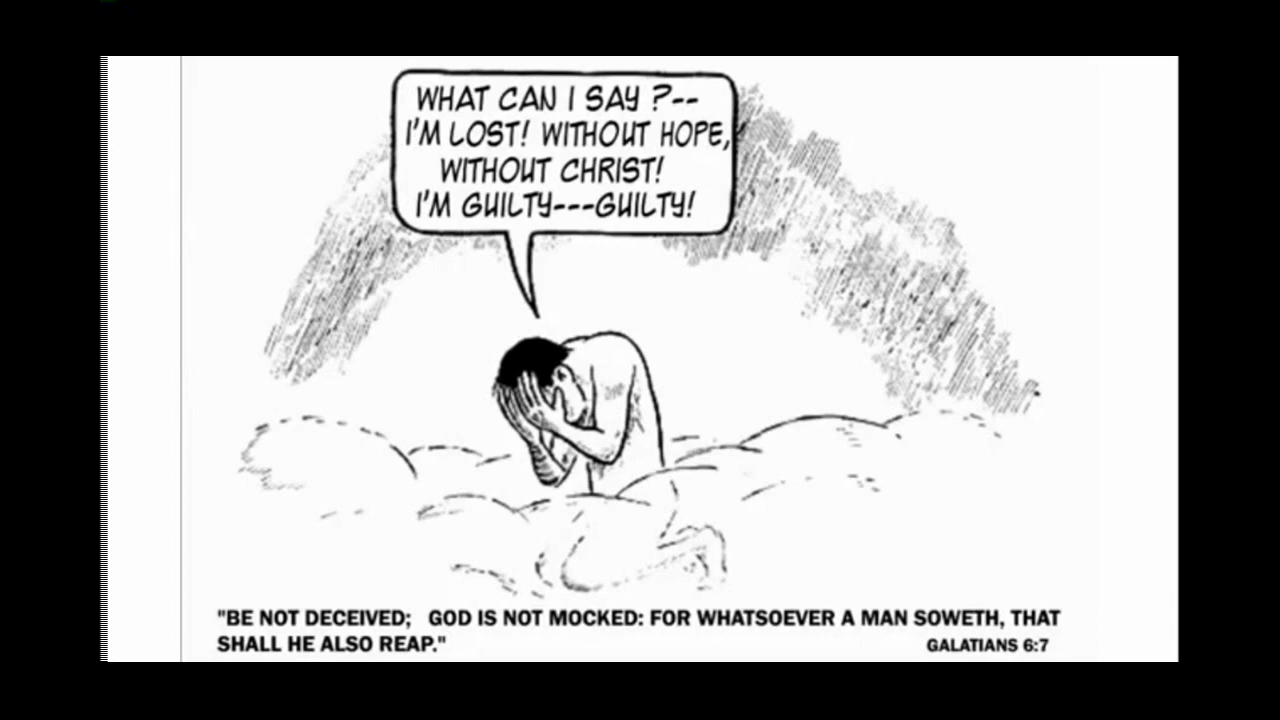 WHAT CAN I SAY ?--
I'M LOST! WITHOUT HOPE,
WITHOUT CHRIST!
I'M GUILTY---GUILTY!
"BE NOT DECEIVED; GOD IS NOT MOCKED: FOR WHATSOEVER A MAN SOWETH, THAT
SHALL HE ALSO REAP."
GALATIANS 6:7